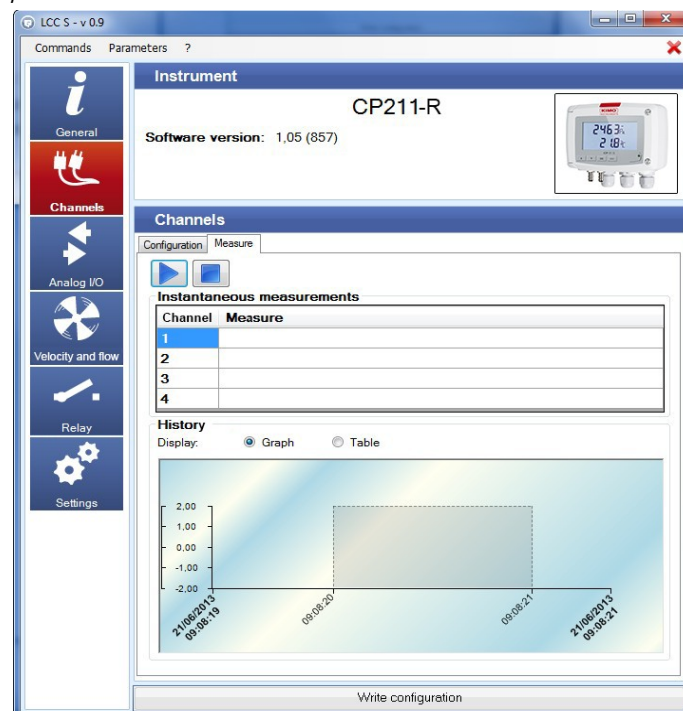 LCC S - v 0.9
Commands Parameters ?
Instrument
CP211-R
Software version: 1,05 (857)
General
Channels
Analog I/O
Velocity and flow
Relay
Settings
Channels
Configuration Measure
Instantaneous measurements
Channel Measure
1
2
3
4
History
Display: Graph Table
2,00
1,00
0,00
-1,00
-2,00
21/06/2013
09:08:19
09:08:20
09:08:21
21/06/2013
09:08:21
Write configuration